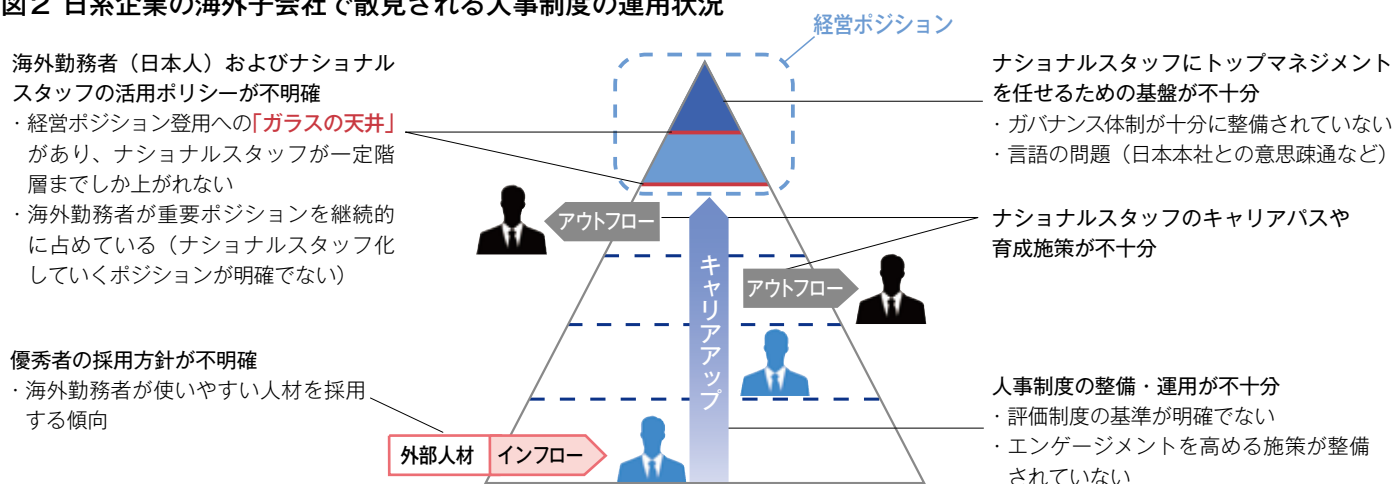 図2 日系企業の海外子会社で散見される人事制度の運用状況
経営ポジション
海外勤務者（日本人）およびナショナル
スタッフの活用ポリシーが不明確
・経営ポジション登用への「ガラスの天井」
があり、ナショナルスタッフが一定階
層までしか上がれない
・海外勤務者が重要ポジションを継続的
に占めている（ナショナルスタッフ化
していくポジションが明確でない）
優秀者の採用方針が不明確
・海外勤務者が使いやすい人材を採用
する傾向
外部人材 インフロー
アウトフロー
キャリアアップ
アウトフロー
ナショナルスタッフにトップマネジメント
を任せるための基盤が不十分
・ガバナンス体制が十分に整備されていない
・言語の問題（日本本社との意思疎通など）
ナショナルスタッフのキャリアパスや
育成施策が不十分
人事制度の整備・運用が不十分
・評価制度の基準が明確でない
・エンゲージメントを高める施策が整備
されていない